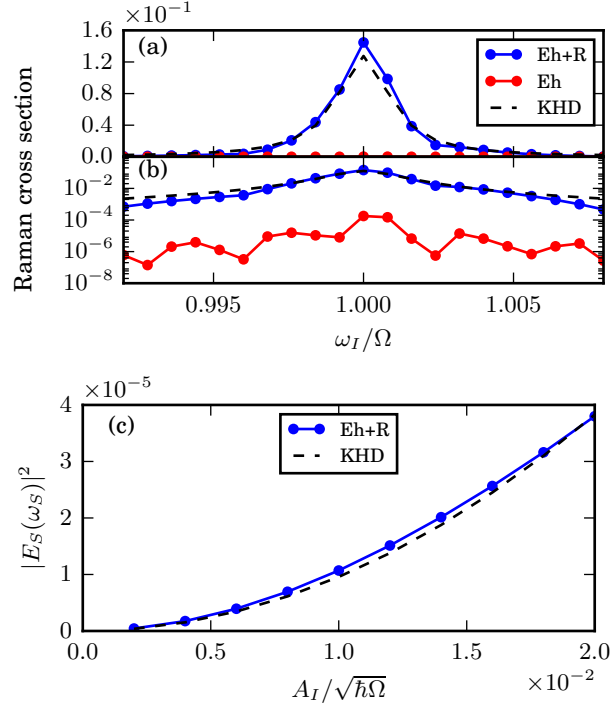 ×10⁻¹
(a)
1.6
1.2
0.8
0.4
0.0
Eh+R
Eh
KHD
Raman cross section
(b)
10⁻²
10⁻⁴
10⁻⁶
10⁻⁸
0.995 1.000 1.005
ω_I/Ω
×10⁻⁵
(c)
4
3
2
1
0
Eh+R
KHD
|E_S(ω_S)|²
0.0 0.5 1.0 1.5 2.0
×10⁻²
A_I/√ħΩ